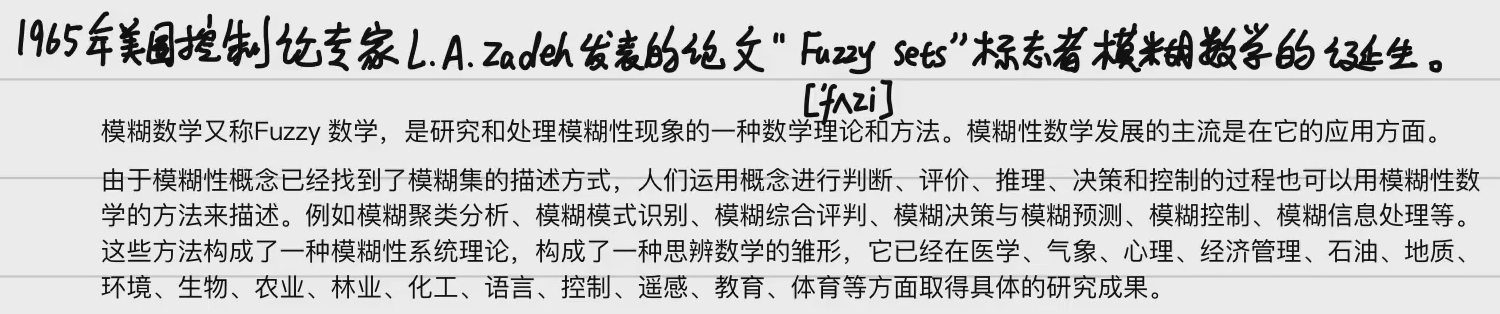 1965年美国控制论专家L.A.Zadeh发表的论文"Fuzzy sets"标志着模糊数学的诞生。
['fʌzi]
模糊数学又称Fuzzy 数学，是研究和处理模糊性现象的一种数学理论和方法。模糊性数学发展的主流是在它的应用方面。
由于模糊性概念已经找到了模糊集的描述方式，人们运用概念进行判断、评价、推理、决策和控制的过程也可以用模糊性数
学的方法来描述。例如模糊聚类分析、模糊模式识别、模糊综合评判、模糊决策与模糊预测、模糊控制、模糊信息处理等。
这些方法构成了一种模糊性系统理论，构成了一种思辨数学的雏形，它已经在医学、气象、心理、经济管理、石油、地质、
环境、生物、农业、林业、化工、语言、控制、遥感、教育、体育等方面取得具体的研究成果。